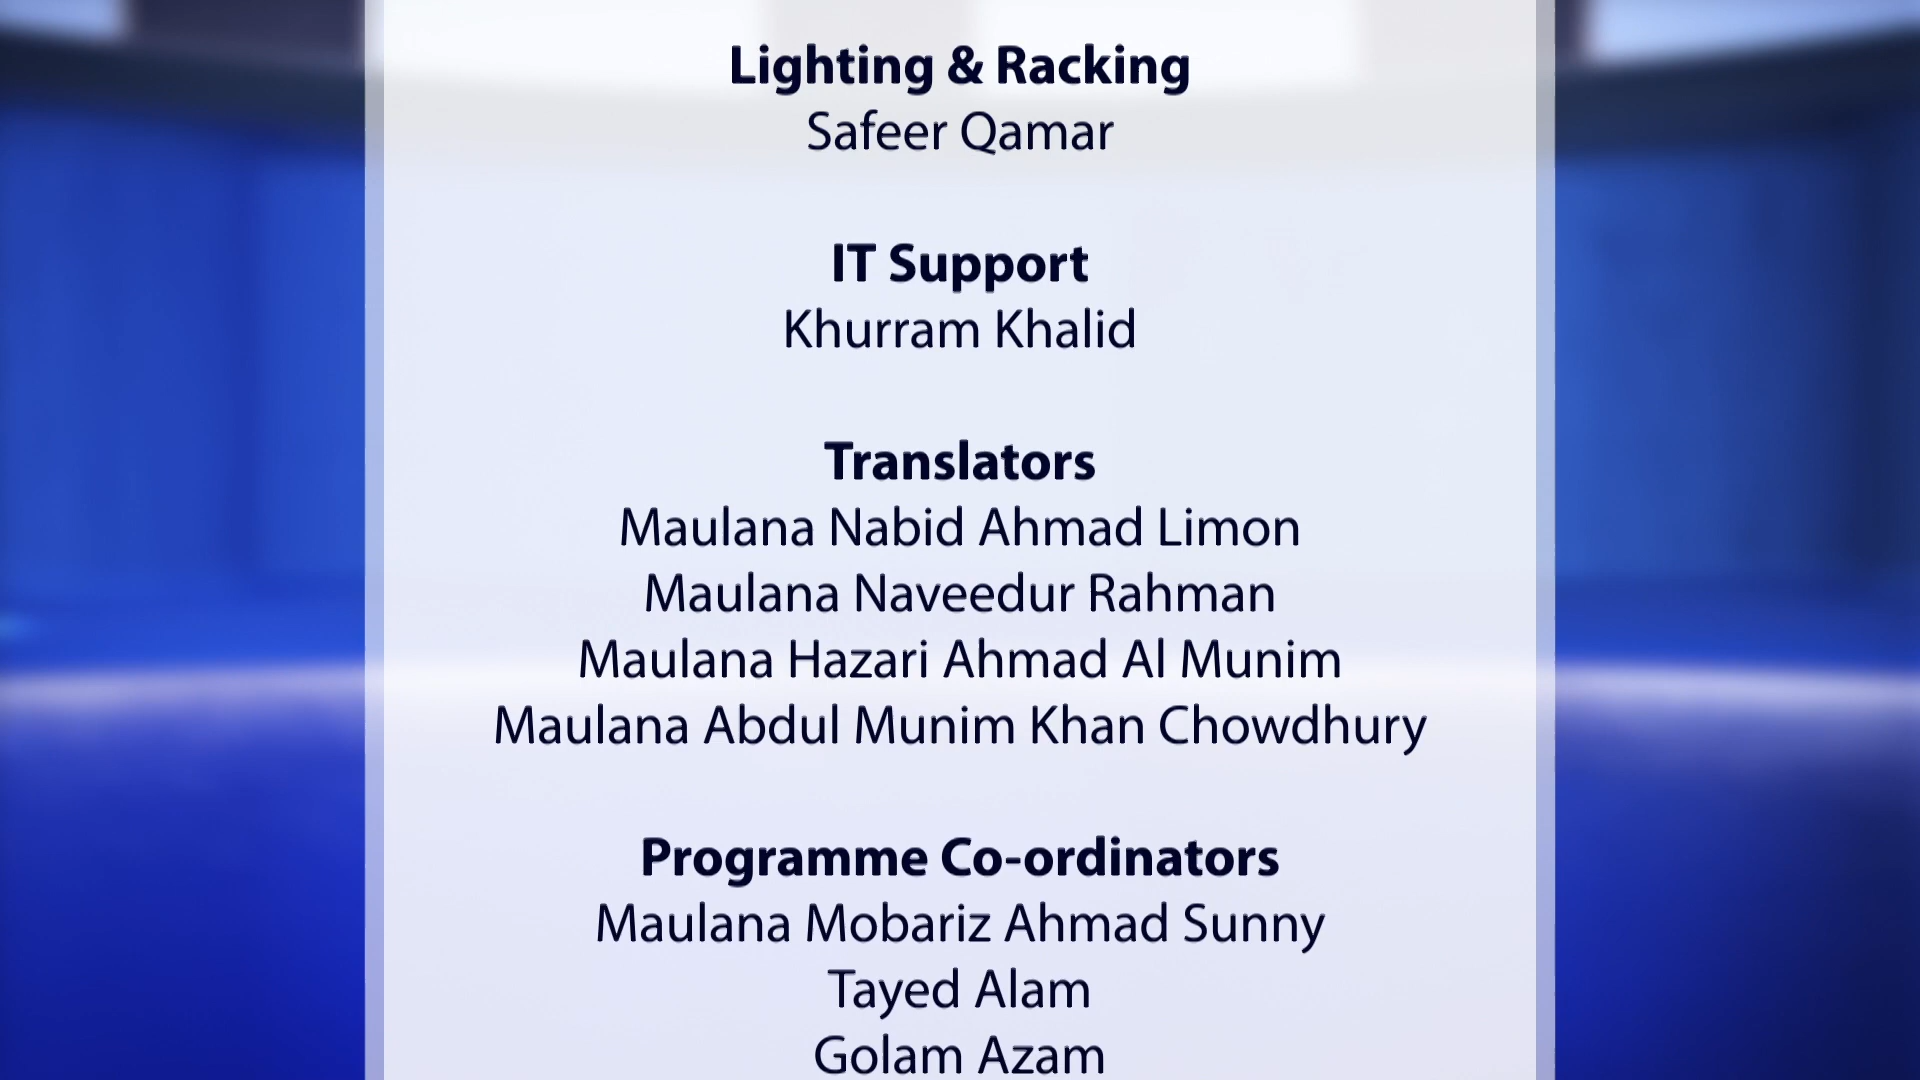 Lighting & Racking
Safeer Qamar
IT Support
Khurram Khalid
Translators
Maulana Nabid Ahmad Limon
Maulana Naveedur Rahman
Maulana Hazari Ahmad Al Munim
Maulana Abdul Munim Khan Chowdhury
Programme Co-ordinators
Maulana Mobariz Ahmad Sunny
Tayed Alam
Golam Azam